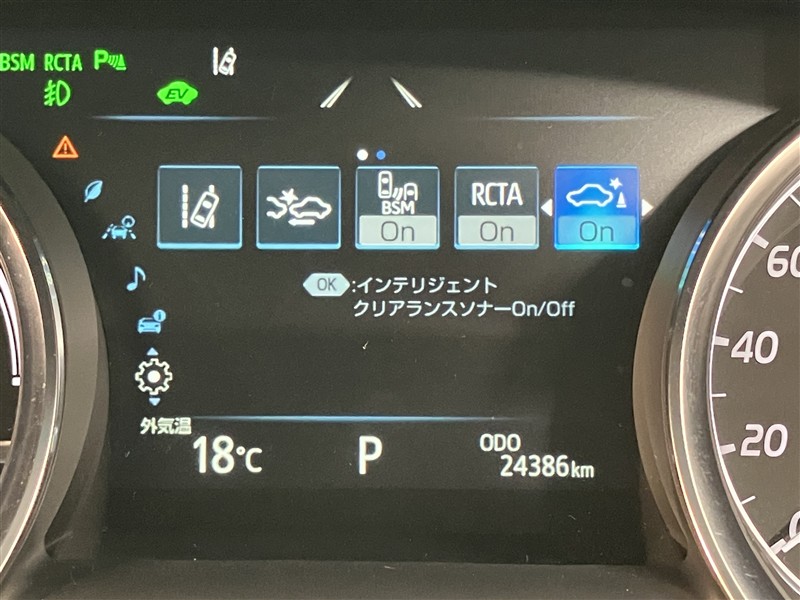 BSM RCTA P
EV
BSM
On
RCTA
On
On
OK :インテリジェント
クリアランスソナーOn/Off
外気温
18℃
P
ODO
24386km
60
40
20
0